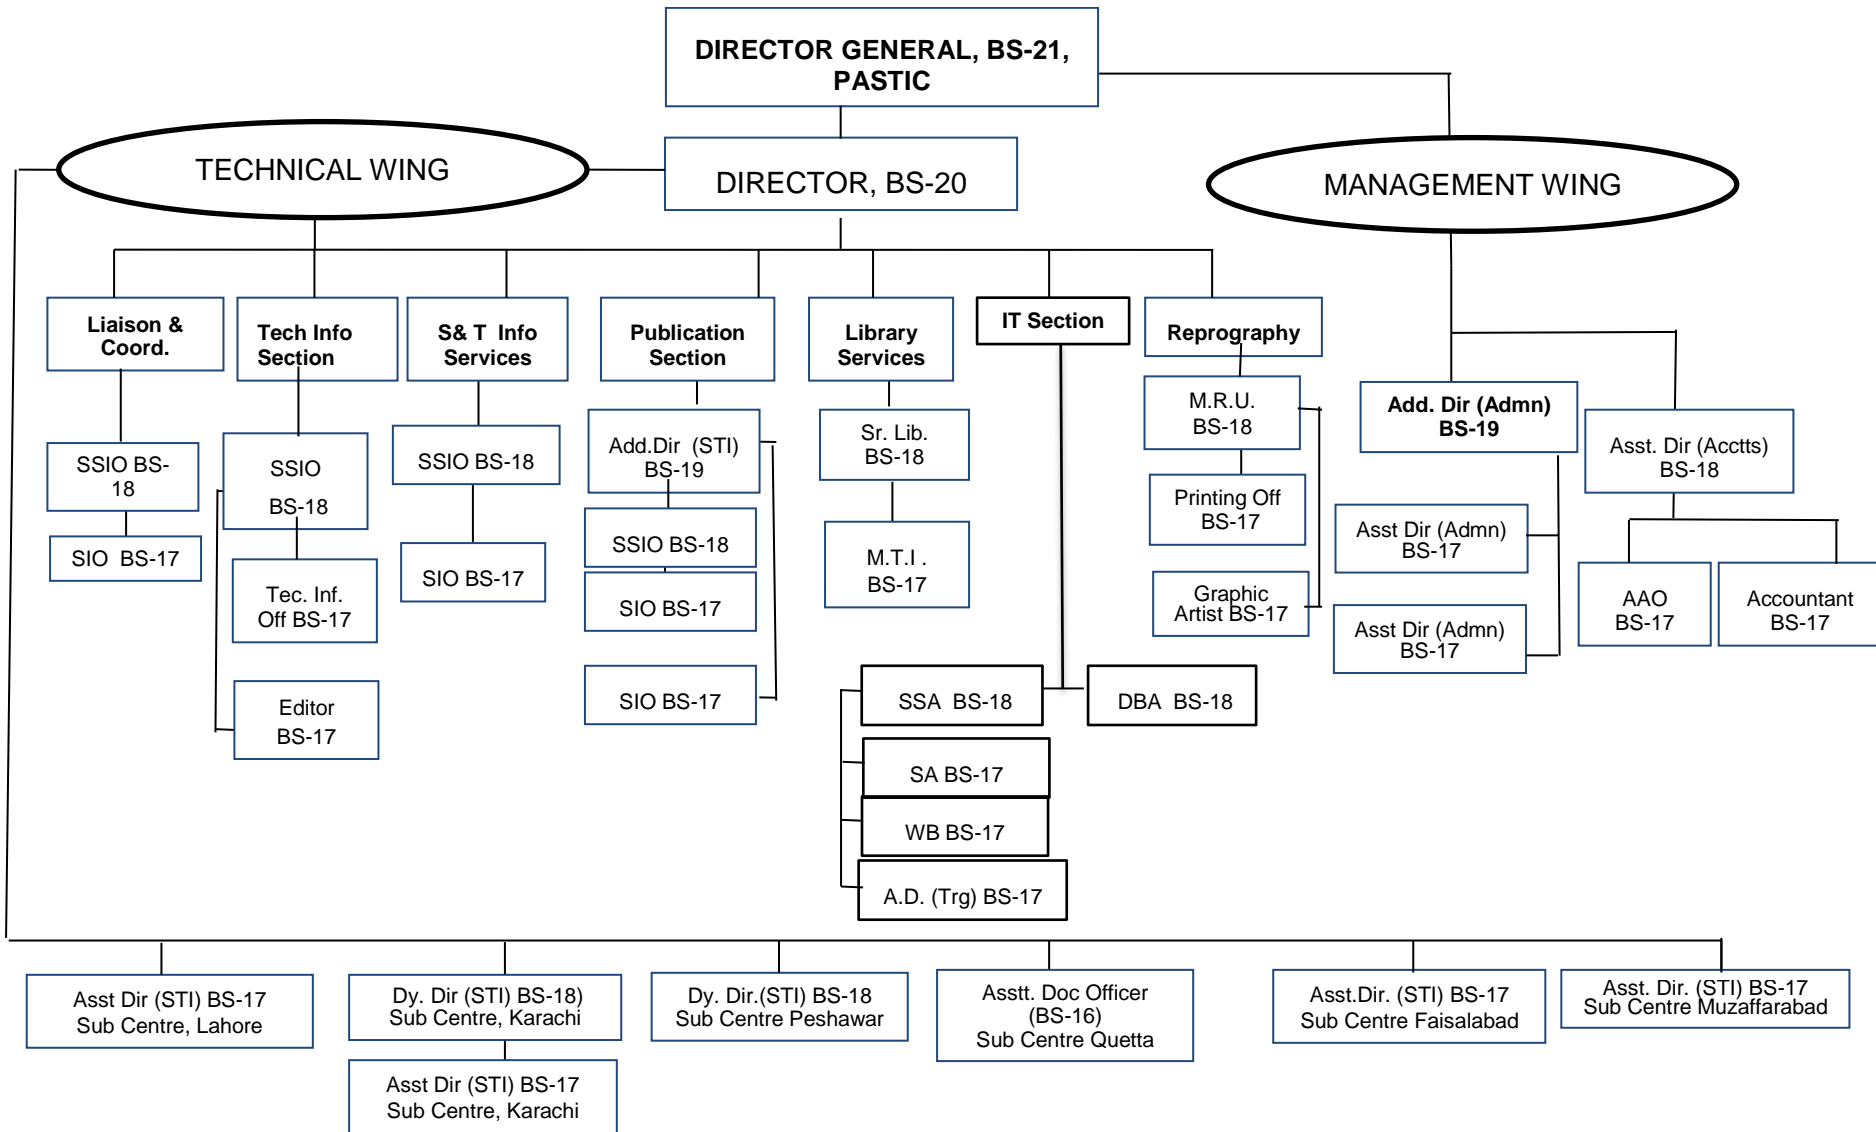 DIRECTOR GENERAL, BS-21,
PASTIC
TECHNICAL WING
DIRECTOR, BS-20
MANAGEMENT WING
Liaison &
Coord.
Tech Info
Section
S& T Info
Services
Publication
Section
Library
Services
IT Section
Reprography
SSIO BS-
18
SIO BS-17
SSIO
BS-18
Tec. Inf.
Off BS-17
Editor
BS-17
SSIO BS-18
SIO BS-17
Add.Dir (STI)
BS-19
SSIO BS-18
SIO BS-17
SIO BS-17
Sr. Lib.
BS-18
M.T.I .
BS-17
SSA BS-18
DBA BS-18
SA BS-17
WB BS-17
A.D. (Trg) BS-17
M.R.U.
BS-18
Printing Off
BS-17
Graphic
Artist BS-17
Add. Dir (Admn)
BS-19
Asst Dir (Admn)
BS-17
Asst Dir (Admn)
BS-17
Asst. Dir (Acctts)
BS-18
AAO
BS-17
Accountant
BS-17
Asst Dir (STI) BS-17
Sub Centre, Lahore
Dy. Dir (STI) BS-18)
Sub Centre, Karachi
Asst Dir (STI) BS-17
Sub Centre, Karachi
Dy. Dir.(STI) BS-18
Sub Centre Peshawar
Asstt. Doc Officer
(BS-16)
Sub Centre Quetta
Asst.Dir. (STI) BS-17
Sub Centre Faisalabad
Asst. Dir. (STI) BS-17
Sub Centre Muzaffarabad